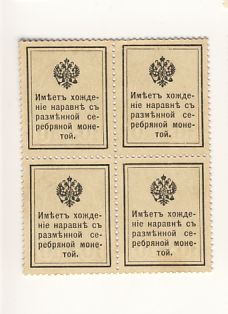 Имѣетъ хожде-
ніе наравнѣ съ
размѣнной се-
ребряной моне-
той.
Имѣетъ хожде-
ніе наравнѣ съ
размѣнной се-
ребряной моне-
той.
Имѣетъ хожде-
ніе наравнѣ съ
размѣнной се-
ребряной моне-
той.
Имѣетъ хожде-
ніе наравнѣ съ
размѣнной се-
ребряной моне-
той.